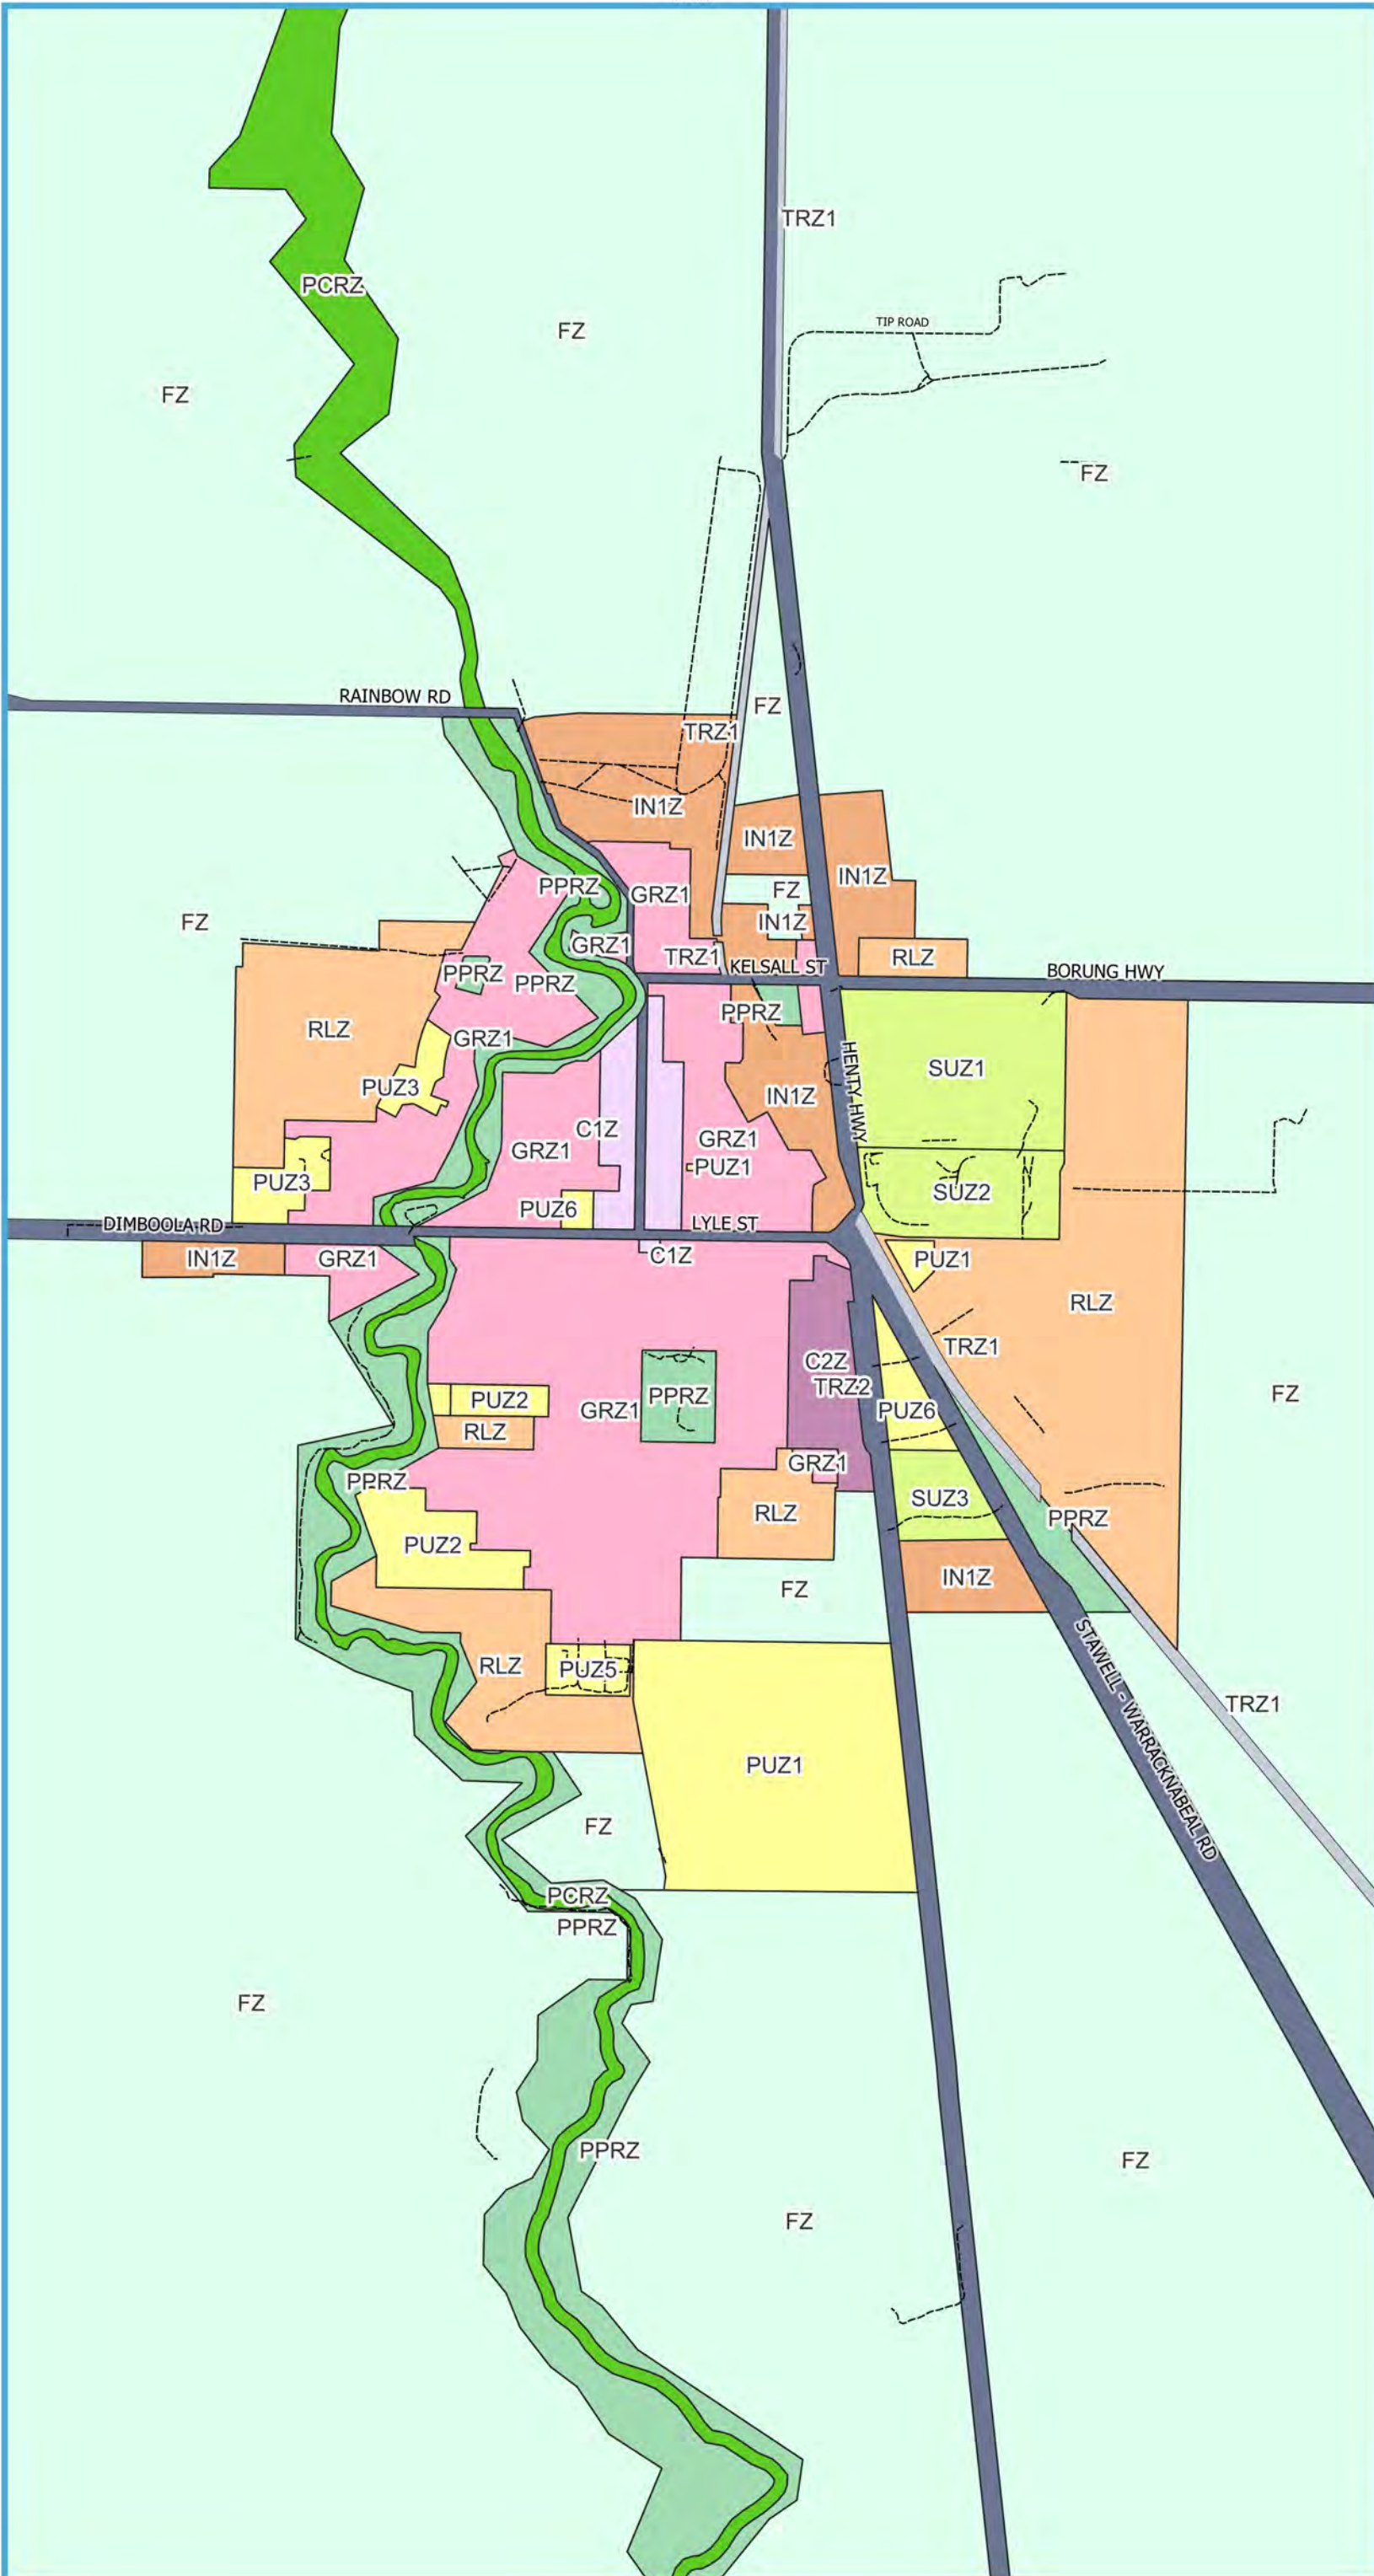 TRZ1
PCRZ
TIP ROAD
FZ
FZ
FZ
RAINBOW RD
FZ
TRZ1
IN1Z
IN1Z
IN1Z
PPRZ
FZ
GRZ1
FZ
IN1Z
GRZ1
TRZ1
RLZ
KELSALL ST
BORUNG HWY
PPRZ
PPRZ
PPRZ
RLZ
GRZ1
HENTY HWY
SUZ1
PUZ3
IN1Z
C1Z
GRZ1
GRZ1
PUZ1
PUZ3
SUZ2
PUZ6
DIMBOOLA RD
LYLE ST
IN1Z
GRZ1
C1Z
PUZ1
RLZ
TRZ1
C2Z
TRZ2
FZ
PPRZ
PUZ2
GRZ1
PUZ6
RLZ
GRZ1
PPRZ
SUZ3
RLZ
PPRZ
PUZ2
IN1Z
FZ
RLZ
PUZ5
STAWELL - WARRACKNABEAL RD
TRZ1
PUZ1
FZ
PCRZ
PPRZ
FZ
PPRZ
FZ
FZ